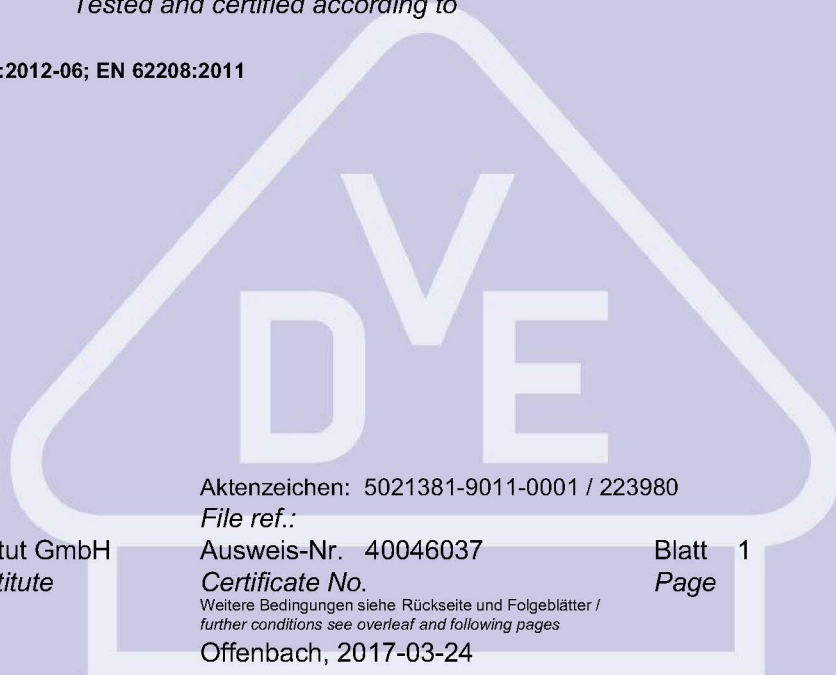 Tested and certified according to
:2012-06; EN 62208:2011
VDE
Aktenzeichen: 5021381-9011-0001 / 223980
File ref.:
tut GmbH Ausweis-Nr. 40046037 Blatt 1
titute Certificate No. Page
Weitere Bedingungen siehe Rückseite und Folgeblätter /
further conditions see overleaf and following pages
Offenbach, 2017-03-24